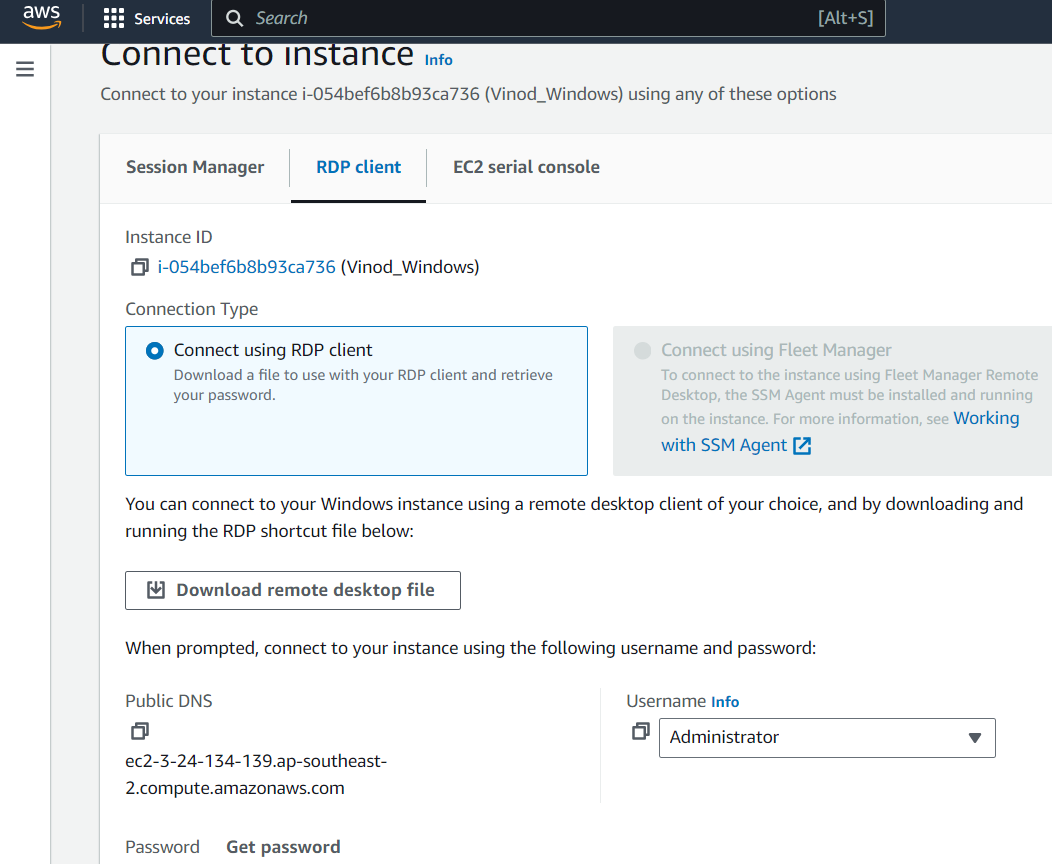 aws
Services
Search
[Alt+S]
Connect to instance Info
Connect to your instance i-054bef6b8b93ca736 (Vinod_Windows) using any of these options
Session Manager
RDP client
EC2 serial console
Instance ID
i-054bef6b8b93ca736 (Vinod_Windows)
Connection Type
Connect using RDP client
Download a file to use with your RDP client and retrieve
your password.
Connect using Fleet Manager
To connect to the instance using Fleet Manager Remote
Desktop, the SSM Agent must be installed and running
on the instance. For more information, see Working
with SSM Agent
You can connect to your Windows instance using a remote desktop client of your choice, and by downloading and
running the RDP shortcut file below:
Download remote desktop file
When prompted, connect to your instance using the following username and password:
Public DNS
ec2-3-24-134-139.ap-southeast-
2.compute.amazonaws.com
Username Info
Administrator
Password Get password